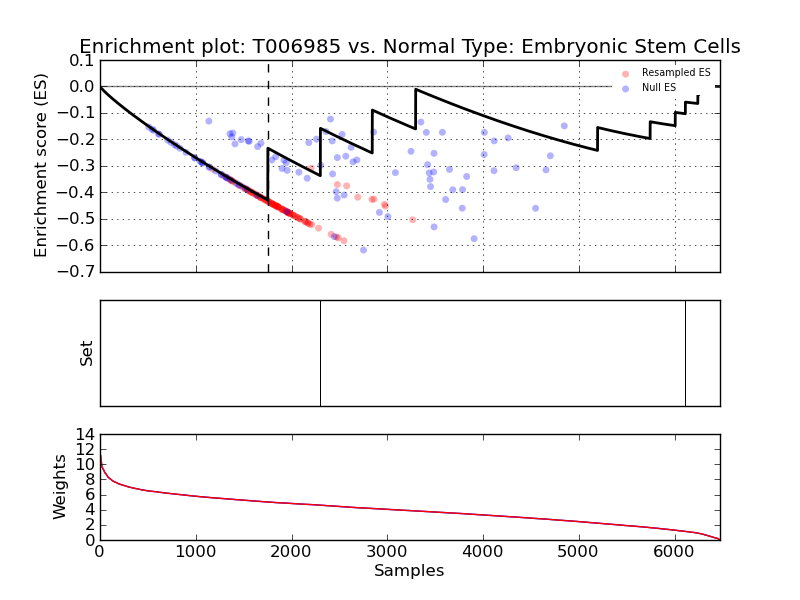 Enrichment plot: T006985 vs. Normal Type: Embryonic Stem Cells
Enrichment score (ES)
0.1
0.0
−0.1
−0.2
−0.3
−0.4
−0.5
−0.6
−0.7
Resampled ES
Null ES
Set
Weights
14
12
10
8
6
4
2
0
0 1000 2000 3000 4000 5000 6000
Samples